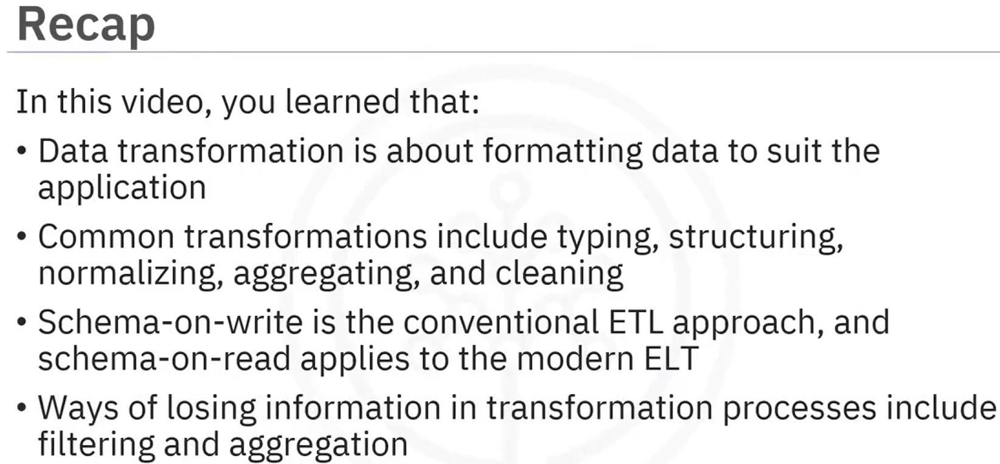 Recap
In this video, you learned that:
• Data transformation is about formatting data to suit the
application
• Common transformations include typing, structuring,
normalizing, aggregating, and cleaning
• Schema-on-write is the conventional ETL approach, and
schema-on-read applies to the modern ELT
• Ways of losing information in transformation processes include
filtering and aggregation